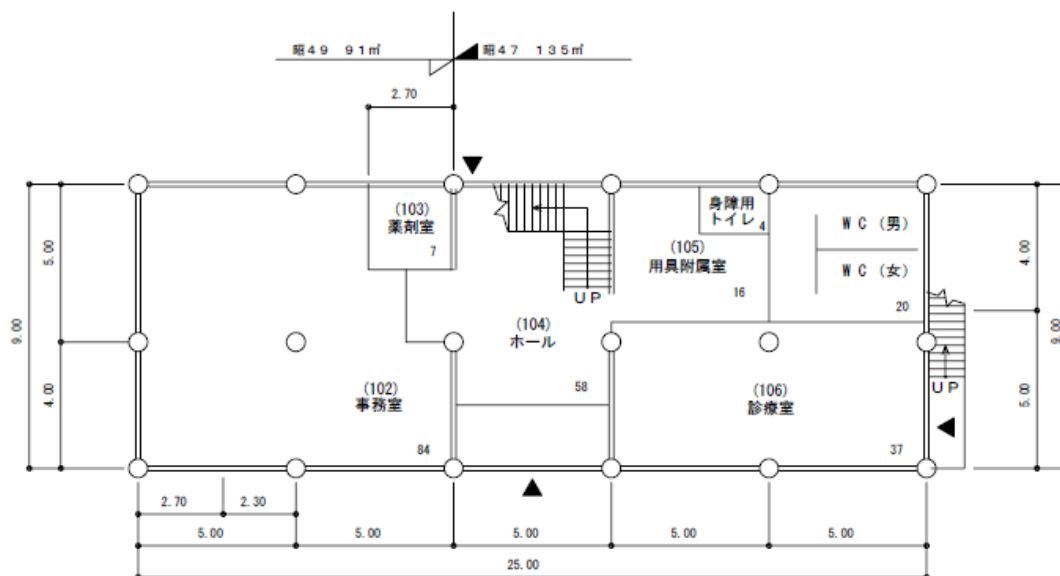 昭49 91㎡
昭47 135㎡
2.70
(103)
薬剤室
7
身障用
トイレ
4
WC(男)
WC(女)
20
(105)
用具附属室
16
UP
(104)
ホール
58
(102)
事務室
84
(106)
診療室
37
UP
5.00
4.00
9.00
4.00
5.00
9.00
2.70
2.30
5.00
5.00
5.00
5.00
5.00
25.00